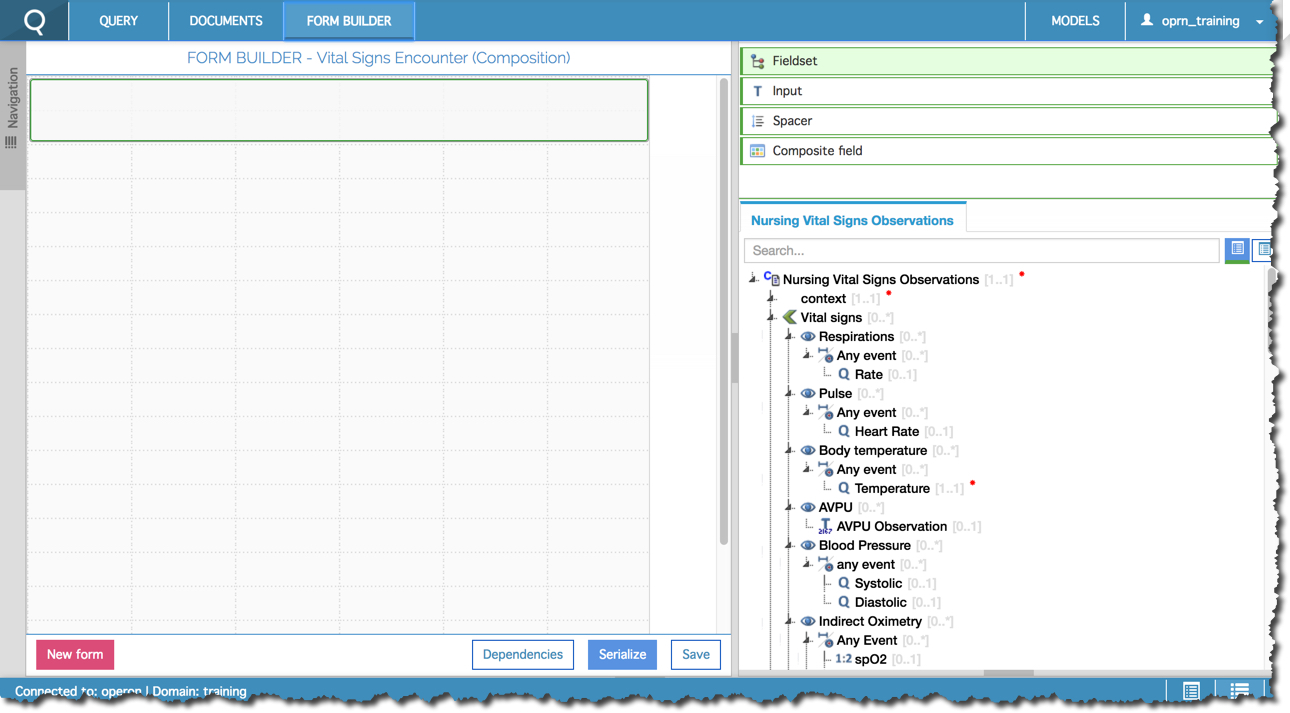 QUERY DOCUMENTS FORM BUILDER MODELS oprn_training
Navigation
FORM BUILDER - Vital Signs Encounter (Composition)
Fieldset
T Input
Spacer
Composite field
Nursing Vital Signs Observations
Search...
Nursing Vital Signs Observations [1..1]
context [1..1]
Vital signs [0..*]
Respirations [0..*]
Any event [0..*]
Q Rate [0..1]
Pulse [0..*]
Any event [0..*]
Q Heart Rate [0..1]
Body temperature [0..*]
Any event [0..*]
Q Temperature [1..1]
AVPU [0..*]
AVPU Observation [0..1]
Blood Pressure [0..*]
any event [0..*]
Q Systolic [0..1]
Q Diastolic [0..1]
Indirect Oximetry [0..*]
Any Event [0..*]
1:2 spO2 [0..1]
New form Dependencies Serialize Save
Connected to: opercn | Domain: training